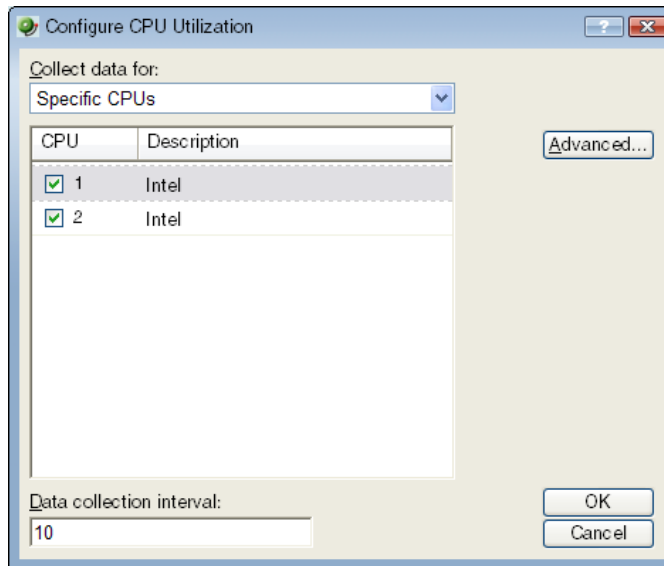 Configure CPU Utilization
Collect data for:
Specific CPUs
CPU Description
Advanced...
1 Intel
2 Intel
Data collection interval:
10
OK
Cancel